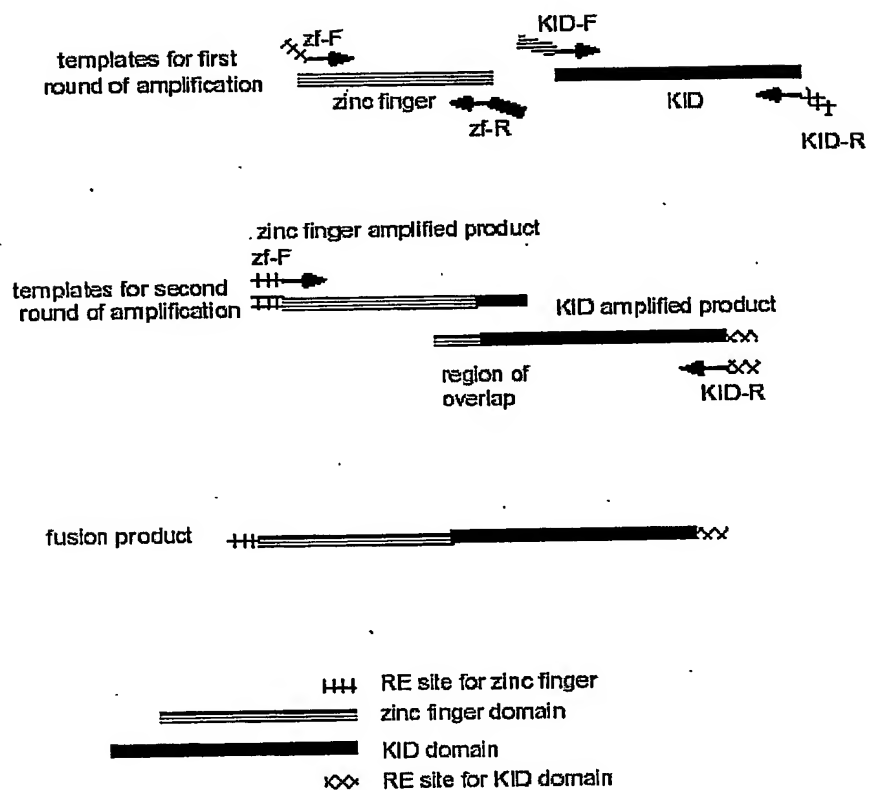 templates for first
round of amplification
zf-F
zinc finger
zf-R
KID-F
KID
KID-R
zinc finger amplified product
zf-F
templates for second
round of amplification
KID amplified product
region of
overlap
KID-R
fusion product
RE site for zinc finger
zinc finger domain
KID domain
RE site for KID domain